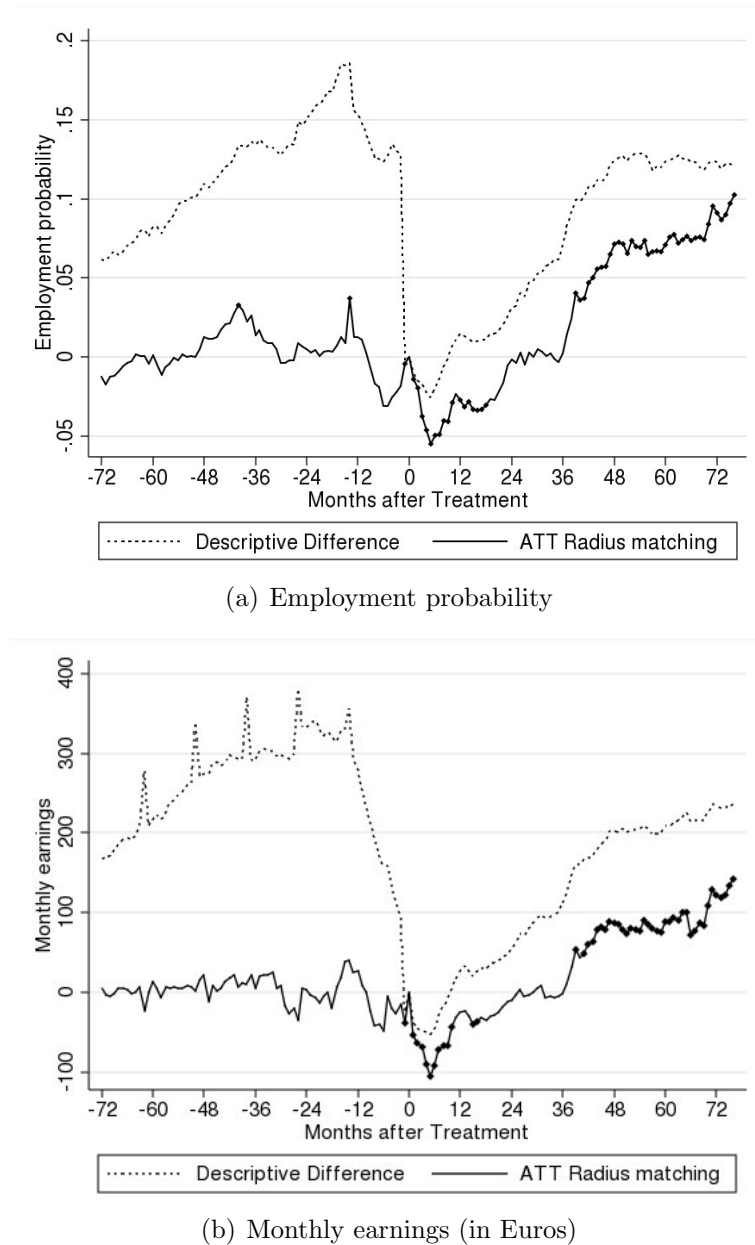 .2
.15
.1
.05
0
-.05
Employment probability
-72 -60 -48 -36 -24 -12 0 12 24 36 48 60 72
Months after Treatment
Descriptive Difference ATT Radius matching
(a) Employment probability
400
300
200
100
0
-100
Monthly earnings
-72 -60 -48 -36 -24 -12 0 12 24 36 48 60 72
Months after Treatment
Descriptive Difference ATT Radius matching
(b) Monthly earnings (in Euros)